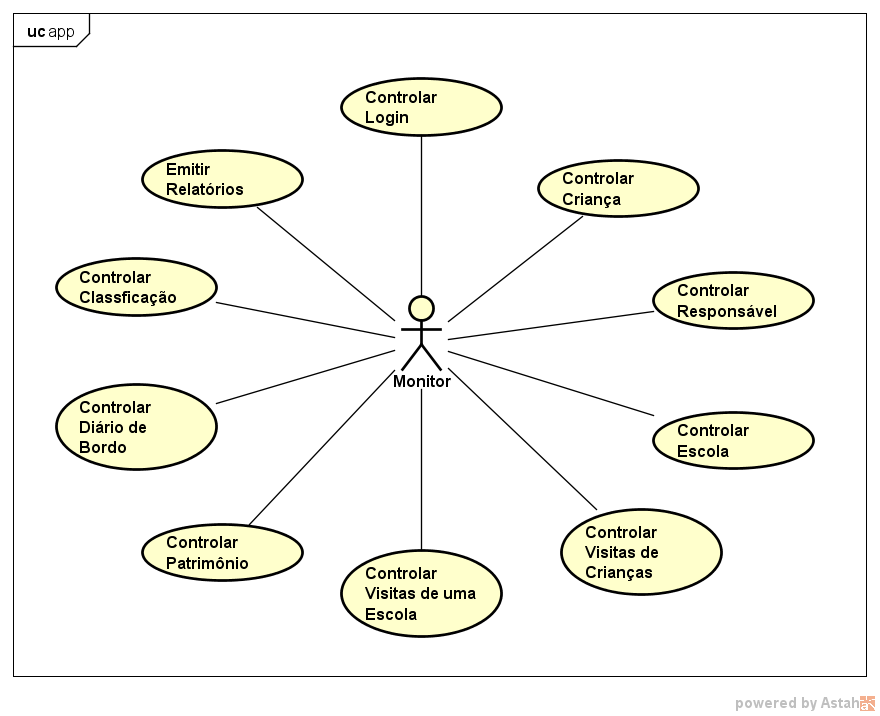 uc app
Controlar
Login
Emitir
Relatórios
Controlar
Criança
Controlar
Classficação
Controlar
Responsável
Monitor
Controlar
Diário de
Bordo
Controlar
Escola
Controlar
Patrimônio
Controlar
Visitas de
Crianças
Controlar
Visitas de uma
Escola
powered by Astah